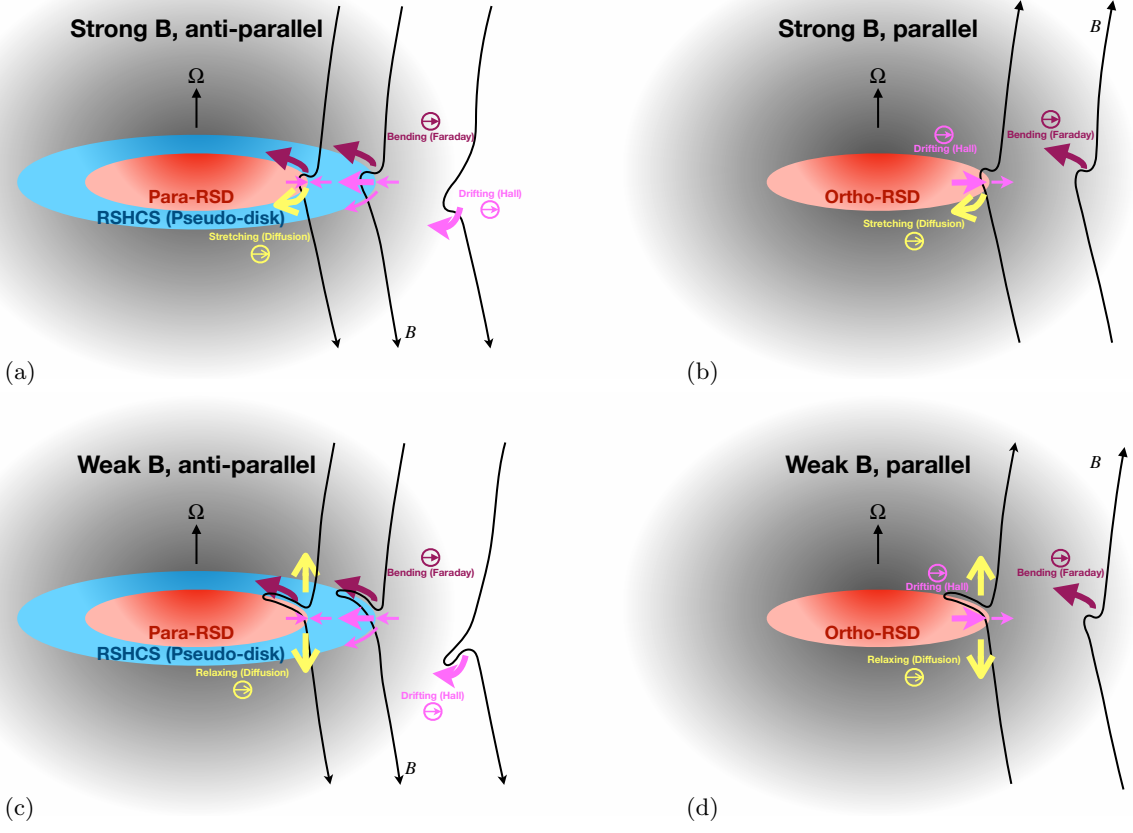 Strong B, anti-parallel
Ω
Bending (Faraday)
Para-RSD
Drifting (Hall)
RSHCS (Pseudo-disk)
Stretching (Diffusion)
B
(a)
Strong B, parallel
B
Ω
Bending (Faraday)
Drifting (Hall)
Ortho-RSD
Stretching (Diffusion)
(b)
Weak B, anti-parallel
Ω
Bending (Faraday)
Para-RSD
RSHCS (Pseudo-disk)
Relaxing (Diffusion)
Drifting (Hall)
B
(c)
Weak B, parallel
B
Ω
Bending (Faraday)
Drifting (Hall)
Ortho-RSD
Relaxing (Diffusion)
(d)